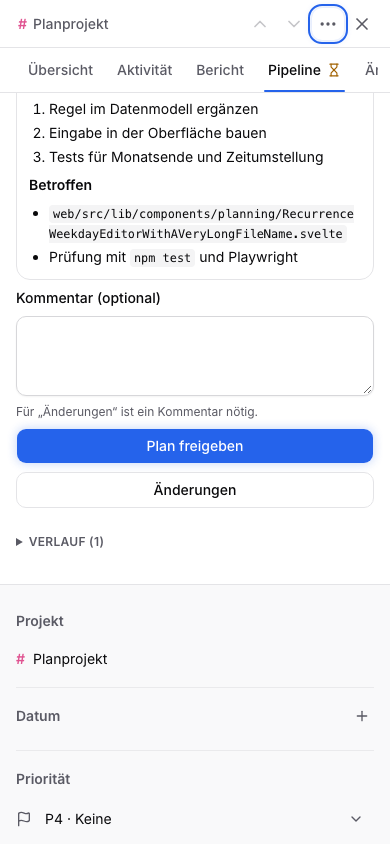 # Planprojekt
Übersicht Aktivität Bericht Pipeline Är
1. Regel im Datenmodell ergänzen
2. Eingabe in der Oberfläche bauen
3. Tests für Monatsende und Zeitumstellung
Betroffen
• web/src/lib/components/planning/Recurrence
WeekdayEditorWithAVeryLongFileName.svelte
• Prüfung mit npm test und Playwright
Kommentar (optional)
Für „Änderungen“ ist ein Kommentar nötig.
Plan freigeben
Änderungen
VERLAUF (1)
Projekt
# Planprojekt
Datum
Priorität
P4 · Keine